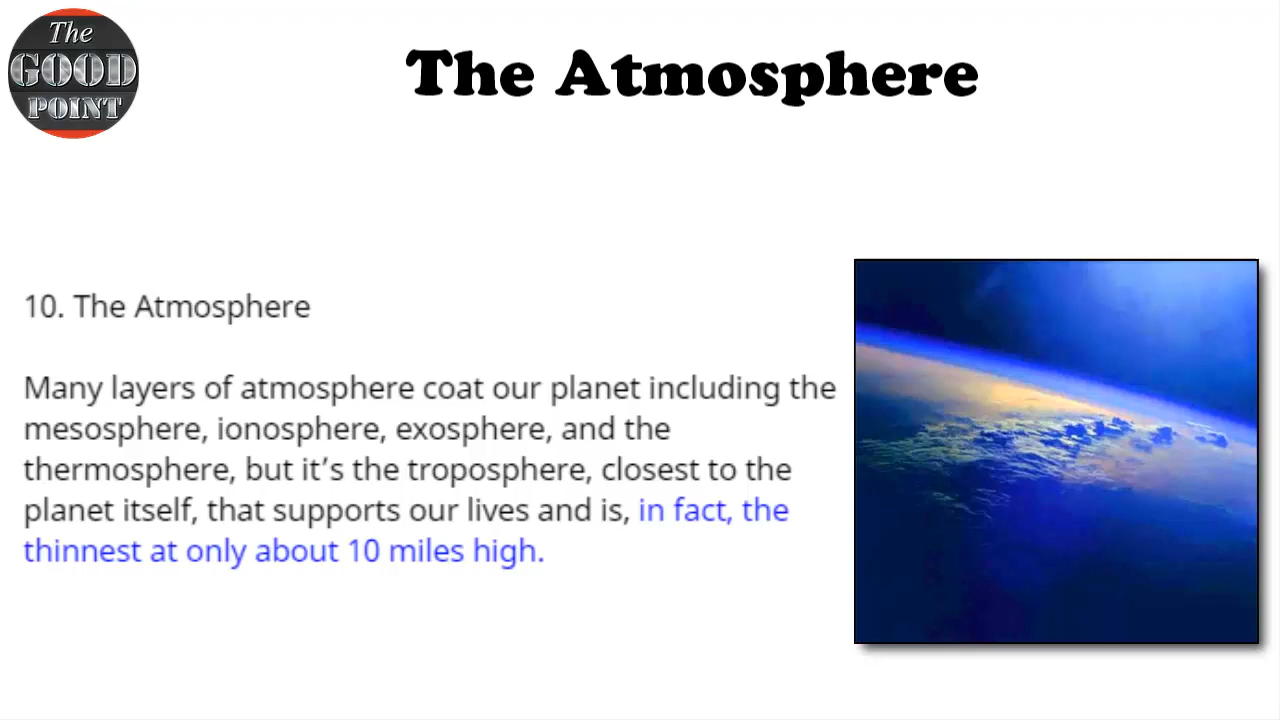 The
GOOD
POINT
The Atmosphere
10. The Atmosphere
Many layers of atmosphere coat our planet including the
mesosphere, ionosphere, exosphere, and the
thermosphere, but it’s the troposphere, closest to the
planet itself, that supports our lives and is, in fact, the
thinnest at only about 10 miles high.